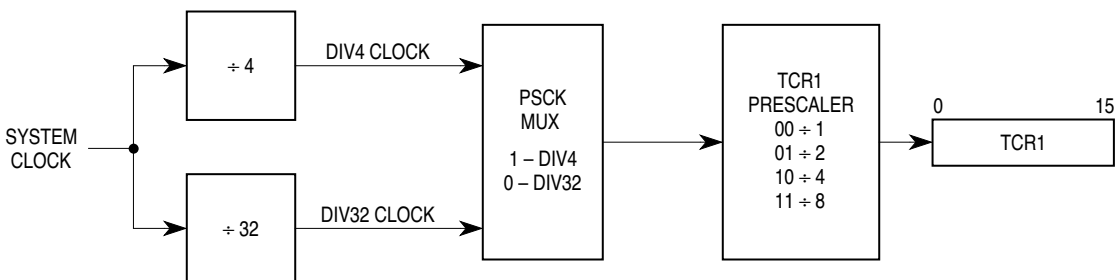 SYSTEM
CLOCK
÷ 4
÷ 32
DIV4 CLOCK
DIV32 CLOCK
PSCK
MUX
1 – DIV4
0 – DIV32
TCR1
PRESCALER
00 ÷ 1
01 ÷ 2
10 ÷ 4
11 ÷ 8
0 15
TCR1